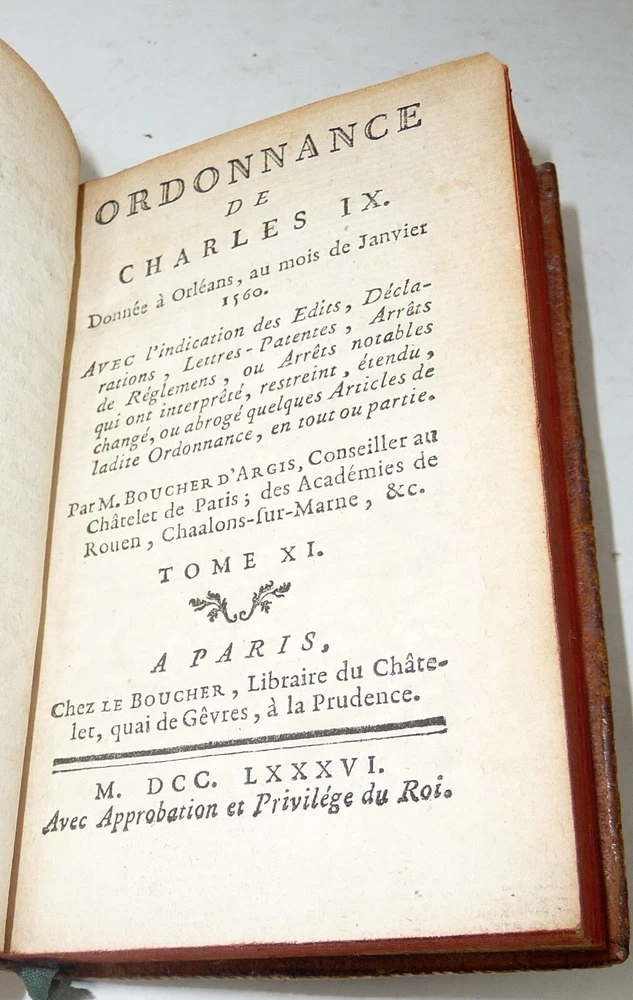 ORDONNANCE
DE
CHARLES IX.
Donnée à Orléans, au mois de Janvier
1560.
AVEC l'indication des Edits, Décla-
rations, Lettres-Patentes, Arrêts
de Réglemens, ou Arrêts notables
qui ont interprêté, restreint, étendu,
changé, ou abrogé quelques Articles de
ladite Ordonnance, en tout ou partie.
Par M. BOUCHER D'ARGIS, Conseiller au
Châtelet de Paris; des Académies de
Rouen, Chaalons-sur-Marne, &c.
TOME XI.
A PARIS,
Chez LE BOUCHER, Libraire du Châte-
let, quai de Gêvres, à la Prudence.
M. DCC. LXXXVI.
Avec Approbation et Privilége du Roi.